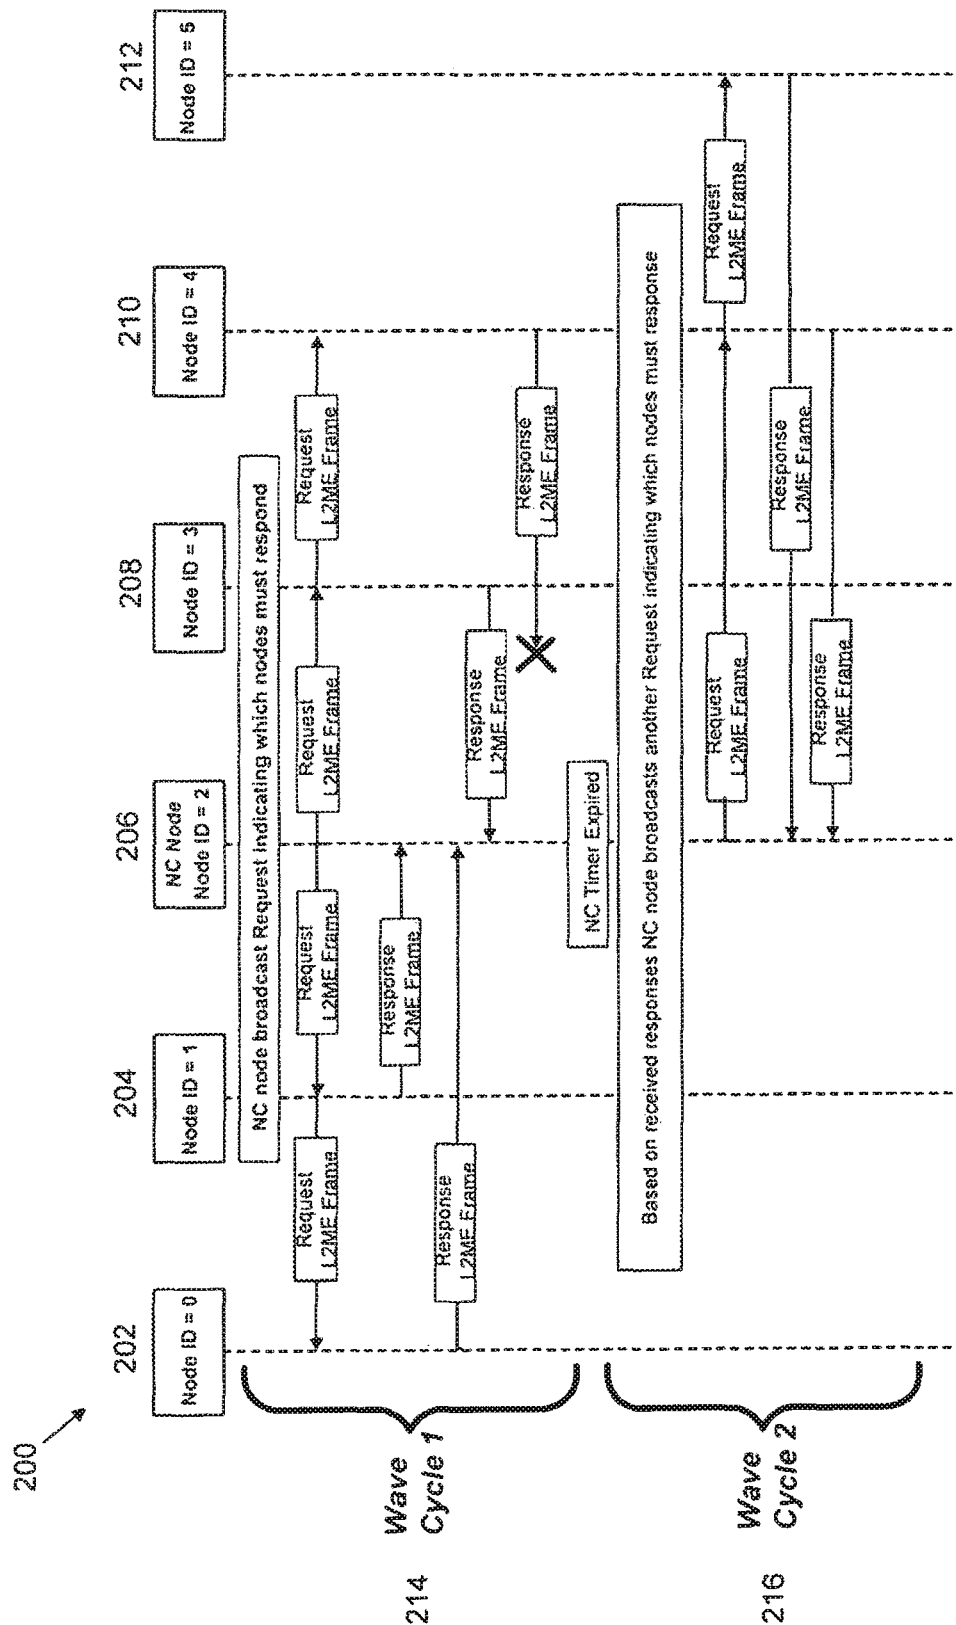 200
202
204
206
208
210
212
Node ID = 0
Node ID = 1
NC Node
Node ID = 2
Node ID = 3
Node ID = 4
Node ID = 5
Wave
Cycle 1
214
NC node broadcast Request indicating which nodes must respond
Request
L2ME Frame
Request
L2ME Frame
Request
L2ME Frame
Request
L2ME Frame
Response
L2ME Frame
Response
L2ME Frame
Response
L2ME Frame
Response
L2ME Frame
NC Timer Expired
Wave
Cycle 2
216
Based on received responses NC node broadcasts another Request indicating which nodes must response
Request
L2ME Frame
Request
L2ME Frame
Response
L2ME Frame
Response
L2ME Frame